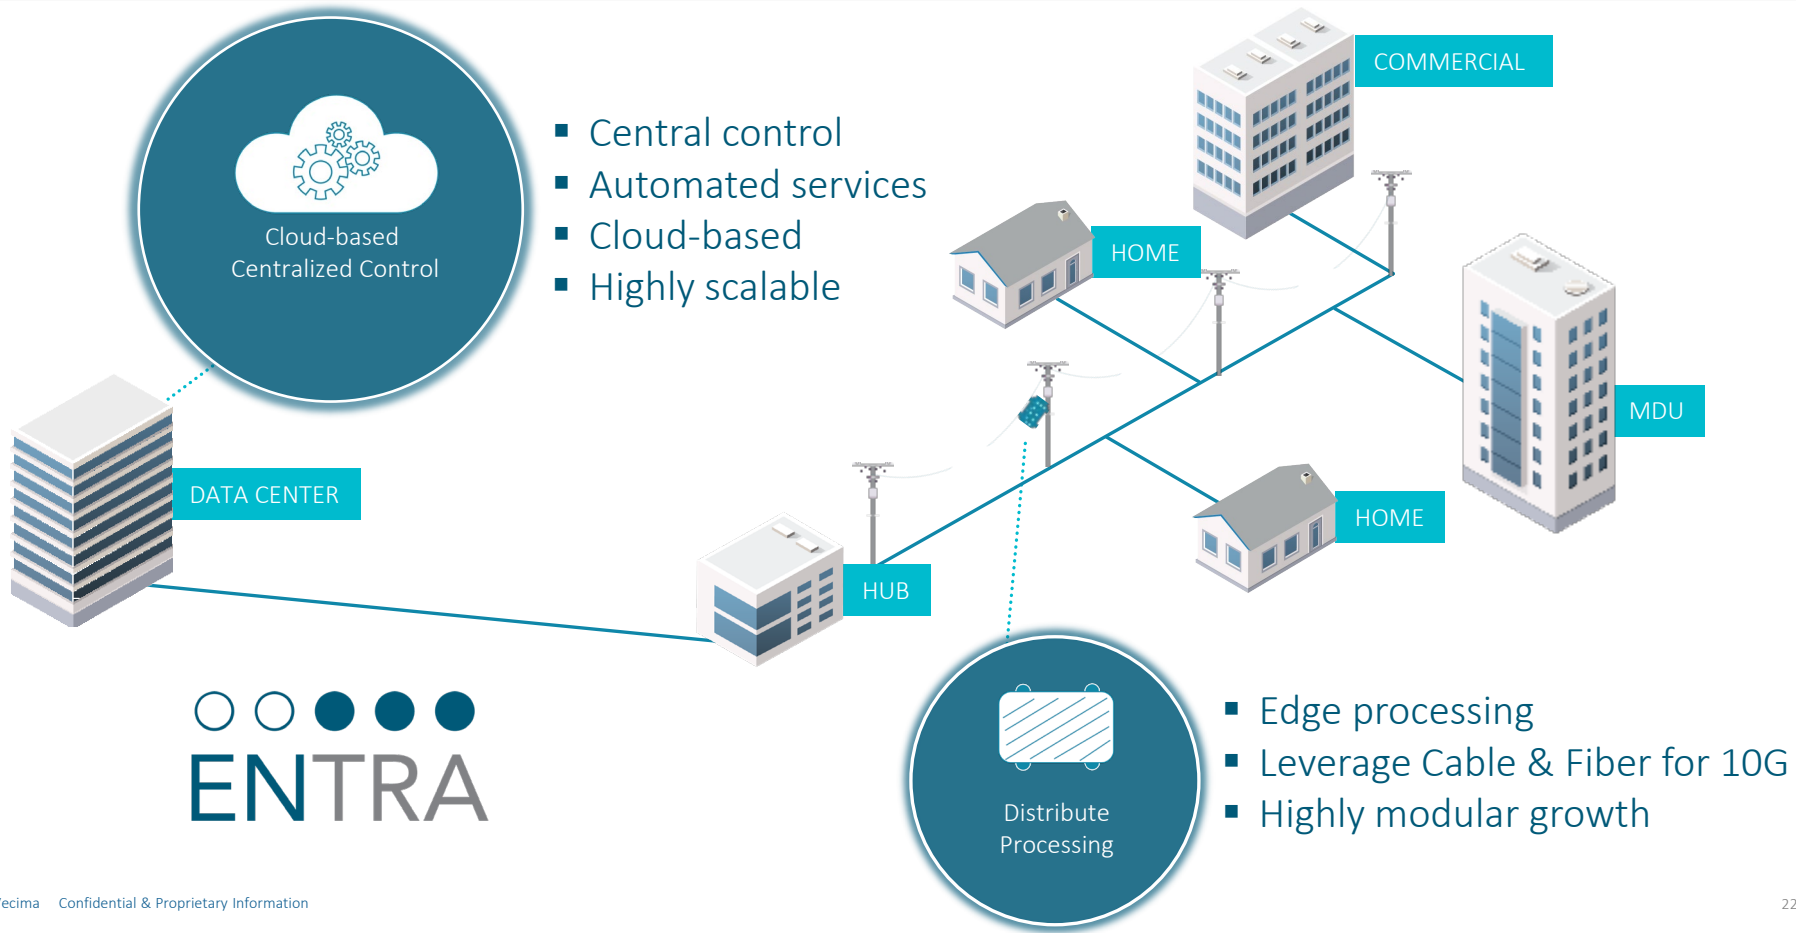 COMMERCIAL
Central control
Automated services
Cloud-based
Highly scalable
Cloud-based
Centralized Control
HOME
MDU
DATA CENTER
HOME
HUB
ENTRA
Edge processing
Leverage Cable & Fiber for 10G
Highly modular growth
Distribute
Processing
ecima Confidential & Proprietary Information
22